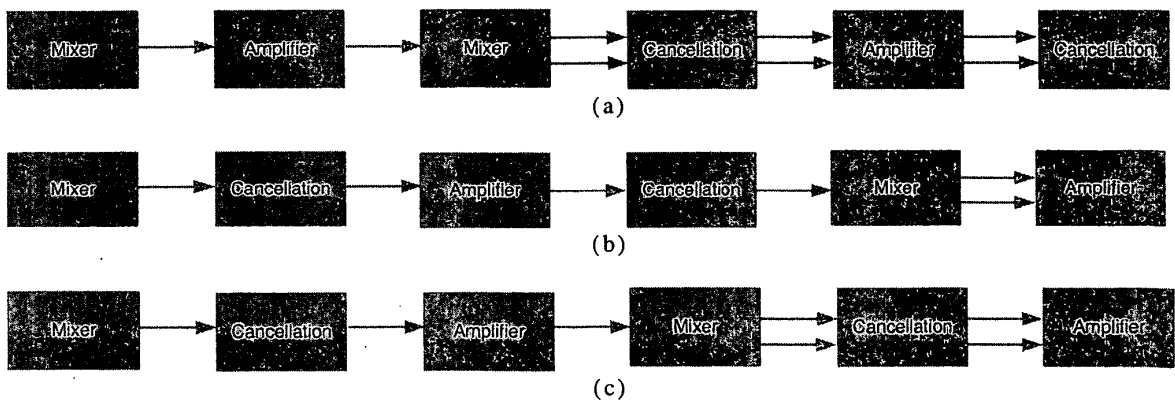 Mixer Amplifier Mixer Cancellation Amplifier Cancellation
(a)
Mixer Cancellation Amplifier Cancellation Mixer Amplifier
(b)
Mixer Cancellation Amplifier Mixer Cancellation Amplifier
(c)